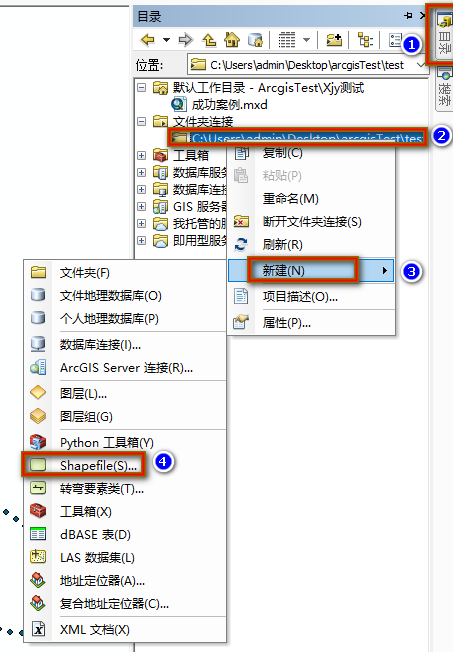 目录
1
目录
位置:
C:\Users\admin\Desktop\arcgisTest\test
搜索
默认工作目录 - ArcgisTest\Xjy测试
成功案例.mxd
文件夹连接
C:\Users\admin\Desktop\arcgisTest\test
2
工具箱
数据库服务
数据库连接
GIS 服务器
我托管的服
即用型服务
复制(C)
粘贴(P)
重命名(M)
断开文件夹连接(S)
刷新(R)
新建(N)
3
项目描述(O)...
属性(P)...
文件夹(F)
文件地理数据库(O)
个人地理数据库(P)
数据库连接(I)...
ArcGIS Server 连接(R)...
图层(L)...
图层组(G)
Python 工具箱(Y)
Shapefile(S)...
4
转弯要素类(T)...
工具箱(X)
dBASE 表(D)
LAS 数据集(L)
地址定位器(A)...
复合地址定位器(C)...
XML 文档(X)